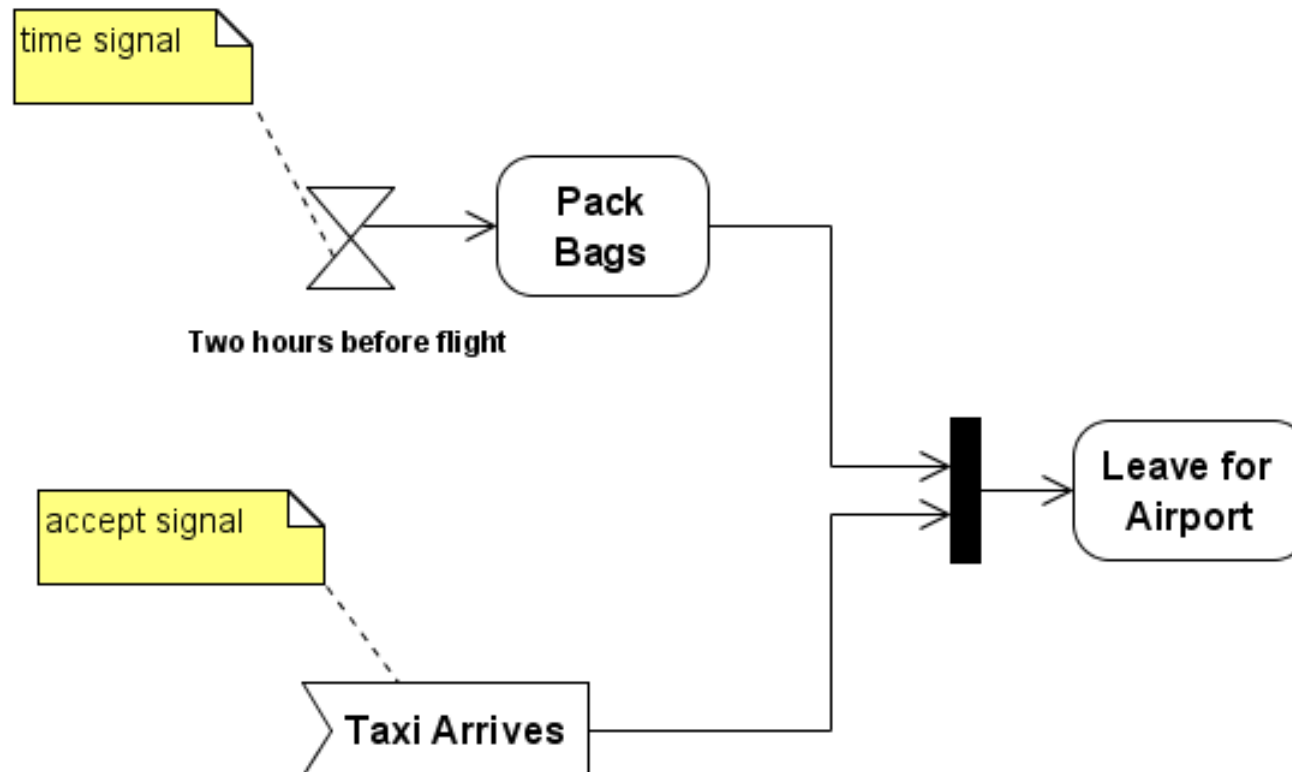 time signal
Pack
Bags
Two hours before flight
Leave for
Airport
accept signal
Taxi Arrives